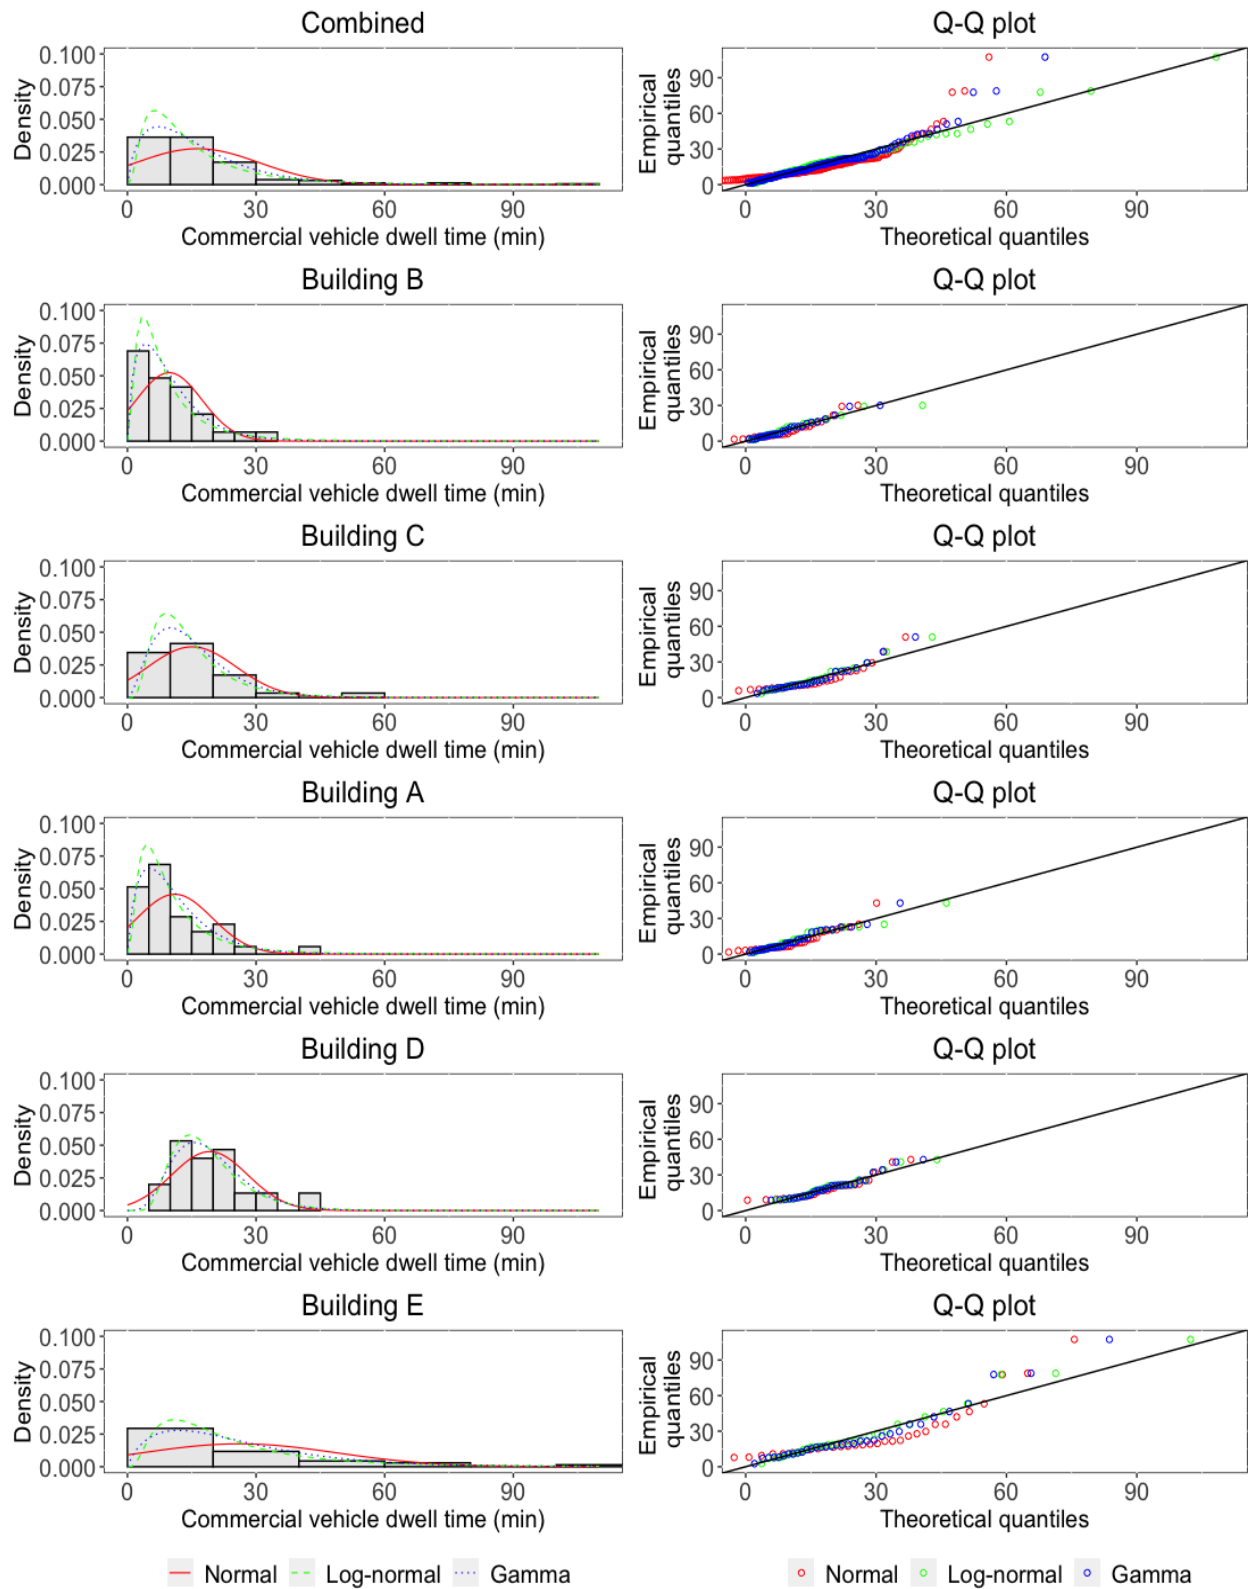 Combined
Q-Q plot
Density
0.100
0.075
0.050
0.025
0.000
0 30 60 90
Commercial vehicle dwell time (min)
Empirical
quantiles
90
60
30
0
0 30 60 90
Theoretical quantiles
Building B
Q-Q plot
Density
0.100
0.075
0.050
0.025
0.000
0 30 60 90
Commercial vehicle dwell time (min)
Empirical
quantiles
90
60
30
0
0 30 60 90
Theoretical quantiles
Building C
Q-Q plot
Density
0.100
0.075
0.050
0.025
0.000
0 30 60 90
Commercial vehicle dwell time (min)
Empirical
quantiles
90
60
30
0
0 30 60 90
Theoretical quantiles
Building A
Q-Q plot
Density
0.100
0.075
0.050
0.025
0.000
0 30 60 90
Commercial vehicle dwell time (min)
Empirical
quantiles
90
60
30
0
0 30 60 90
Theoretical quantiles
Building D
Q-Q plot
Density
0.100
0.075
0.050
0.025
0.000
0 30 60 90
Commercial vehicle dwell time (min)
Empirical
quantiles
90
60
30
0
0 30 60 90
Theoretical quantiles
Building E
Q-Q plot
Density
0.100
0.075
0.050
0.025
0.000
0 30 60 90
Commercial vehicle dwell time (min)
Empirical
quantiles
90
60
30
0
0 30 60 90
Theoretical quantiles
Normal Log-normal Gamma
Normal Log-normal Gamma